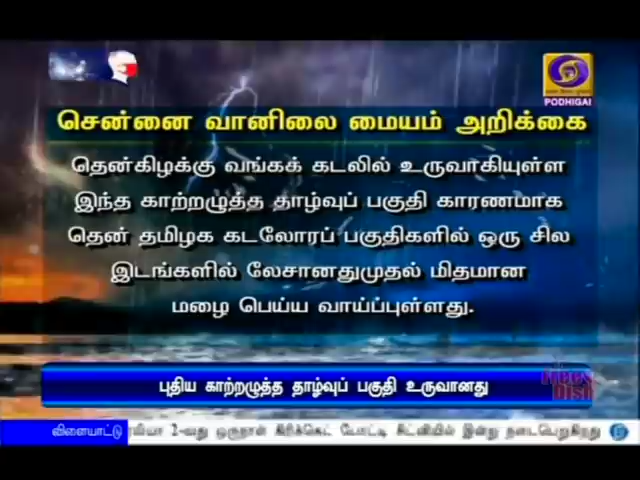 PODHIGAI
சென்னை வானிலை மையம் அறிக்கை
தென்கிழக்கு வங்கக் கடலில் உருவாகியுள்ள
இந்த காற்றழுத்த தாழ்வுப் பகுதி காரணமாக
தென் தமிழக கடலோரப் பகுதிகளில் ஒரு சில
இடங்களில் லேசானதுமுதல் மிதமான
மழை பெய்ய வாய்ப்புள்ளது.
புதிய காற்றழுத்த தாழ்வுப் பகுதி உருவானது
விளையாட்டு 2-வது ஒருநாள் கிரிக்கெட் போட்டி சிட்னியில் இன்று நடைபெறுகிறது